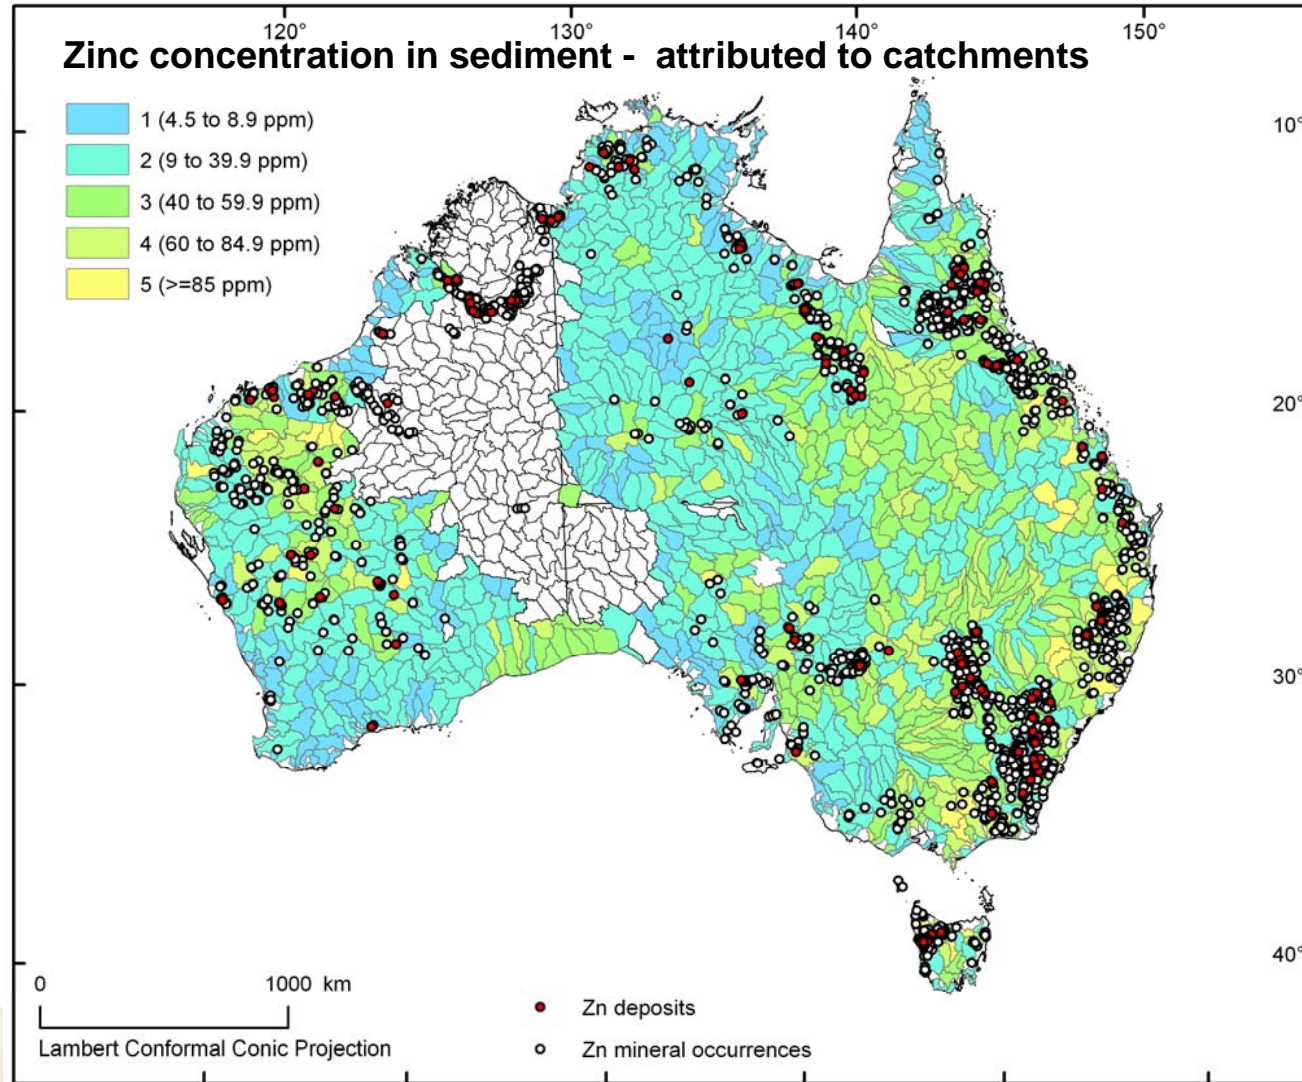 120° 130° 140° 150°
Zinc concentration in sediment - attributed to catchments
1 (4.5 to 8.9 ppm)
2 (9 to 39.9 ppm)
3 (40 to 59.9 ppm)
4 (60 to 84.9 ppm)
5 (>=85 ppm)
10°
20°
30°
40°
0 1000 km
Lambert Conformal Conic Projection
Zn deposits
Zn mineral occurrences